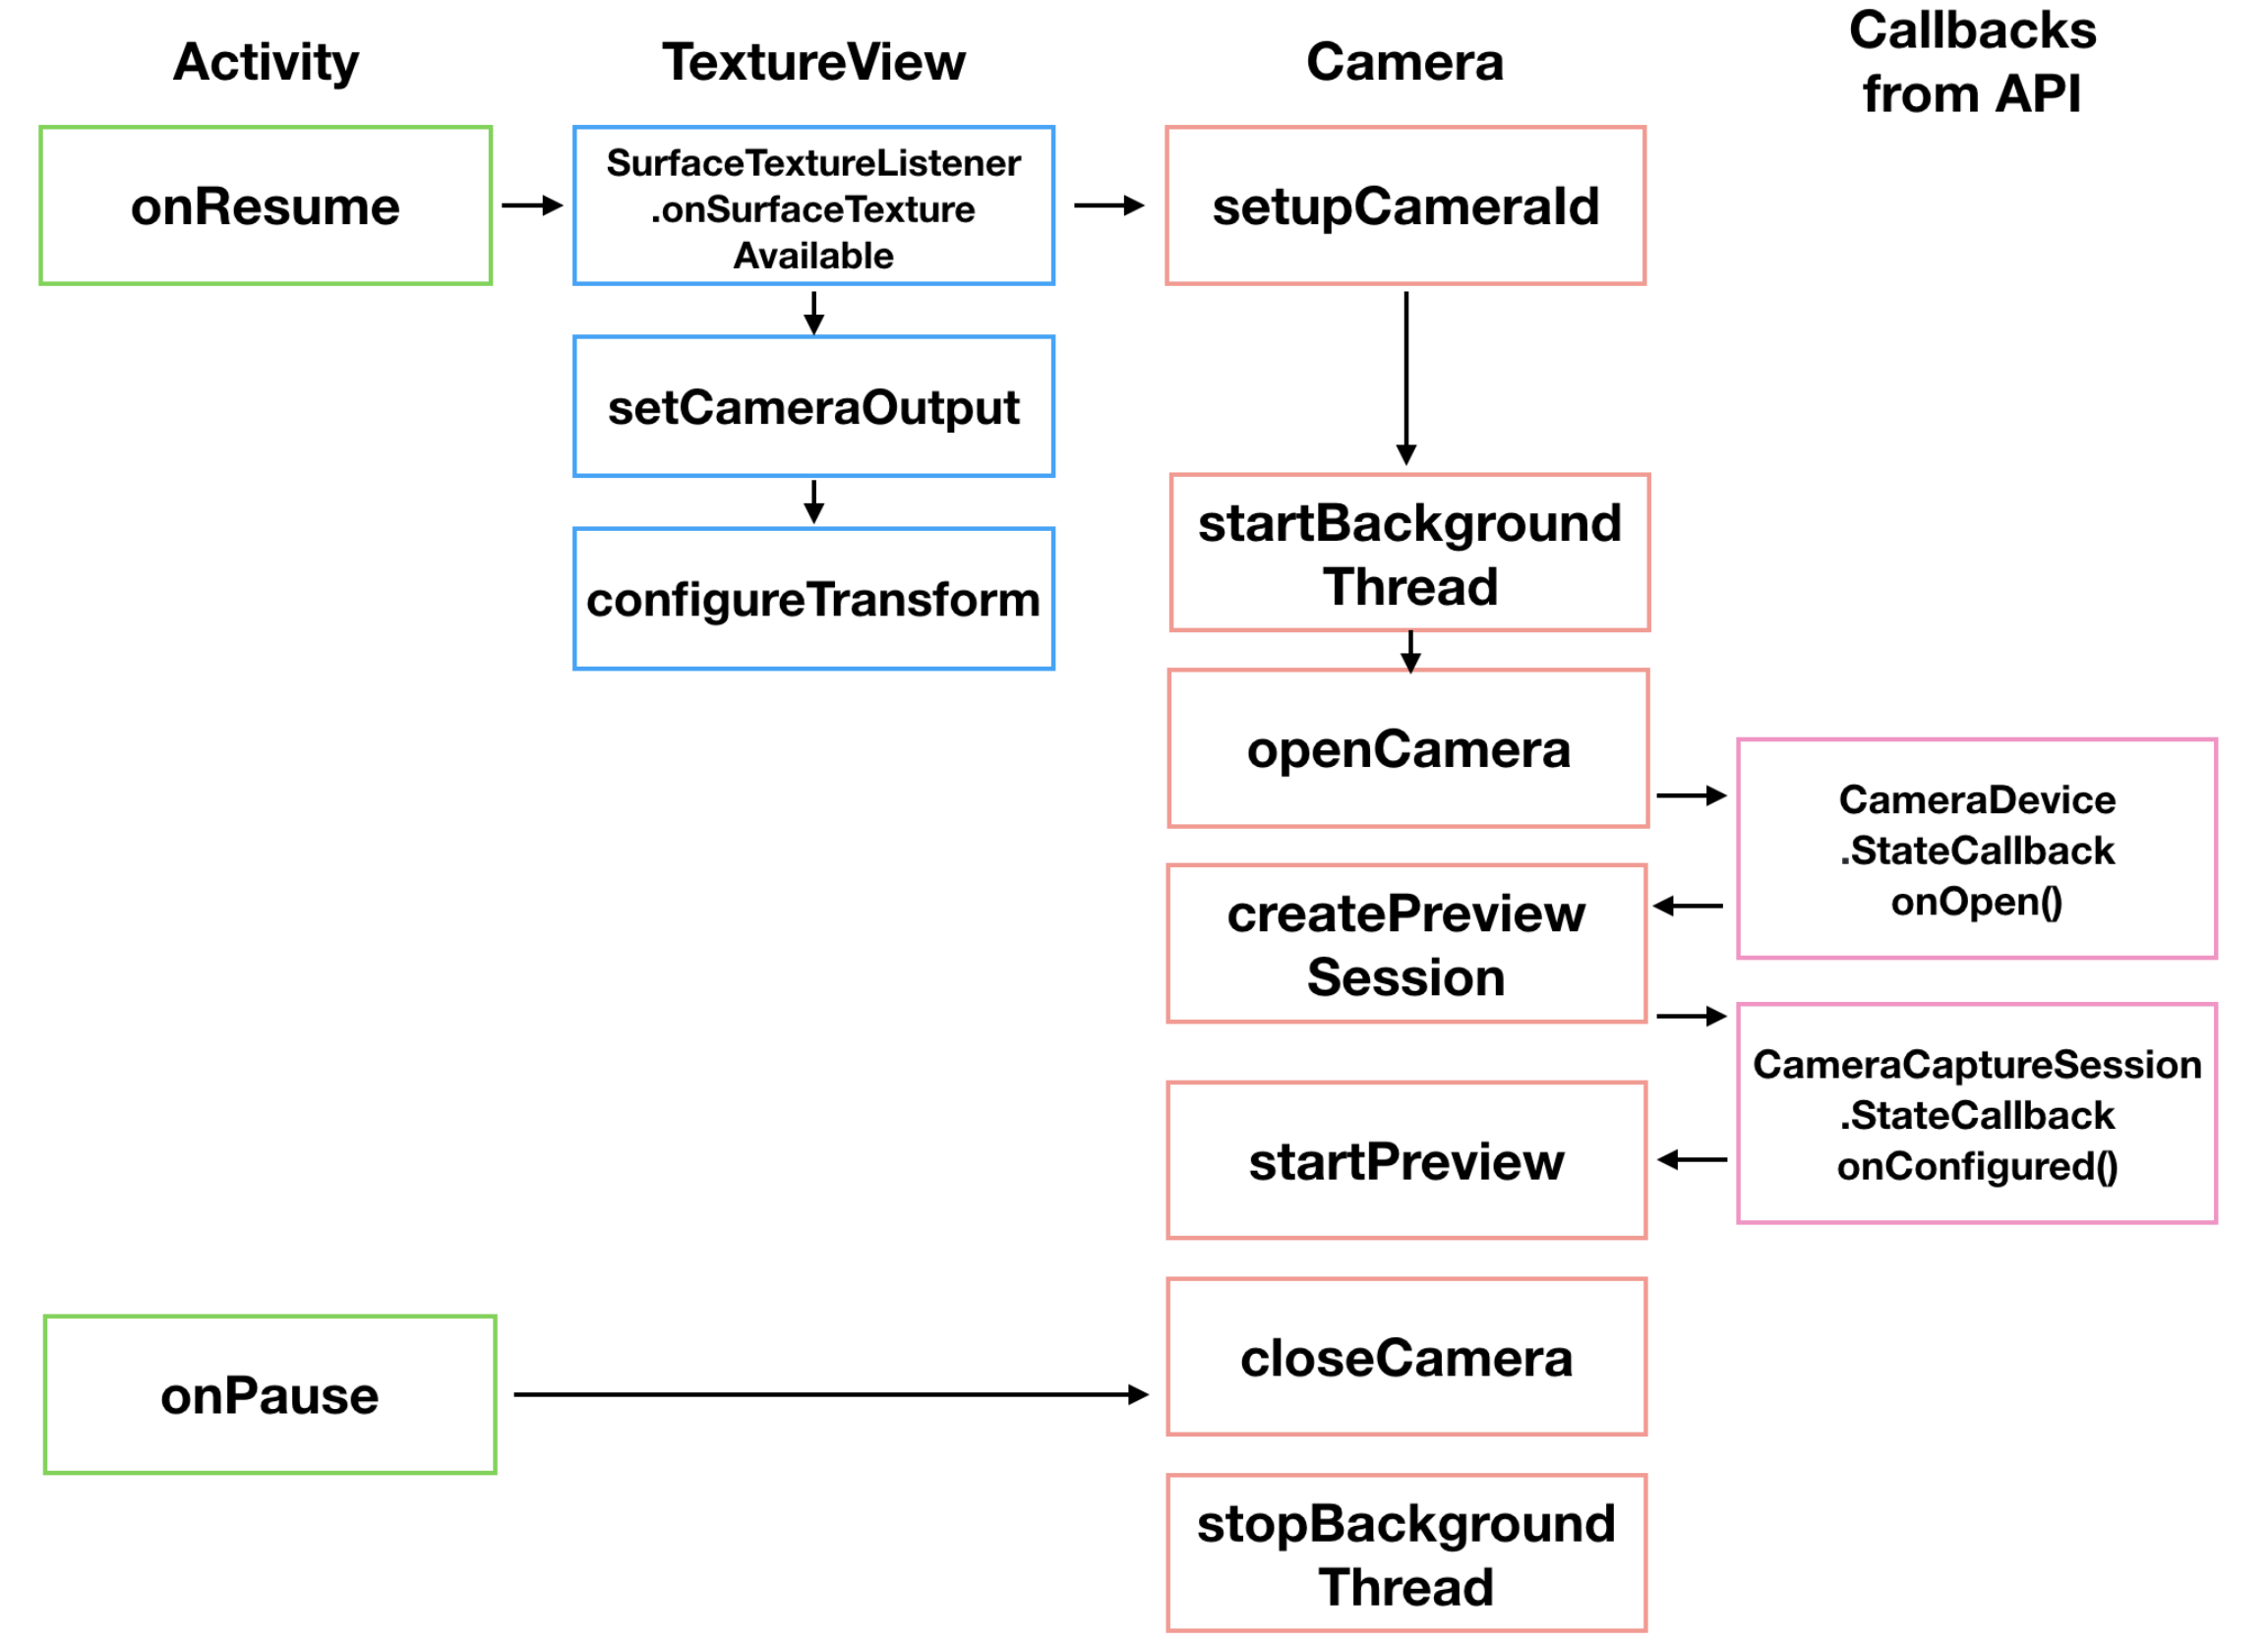 Activity
TextureView
Camera
Callbacks
from API
onResume
SurfaceTextureListener
.onSurfaceTexture
Available
setupCameraId
setCameraOutput
configureTransform
startBackground
Thread
openCamera
CameraDevice
.StateCallback
onOpen()
createPreview
Session
CameraCaptureSession
.StateCallback
onConfigured()
startPreview
onPause
closeCamera
stopBackground
Thread